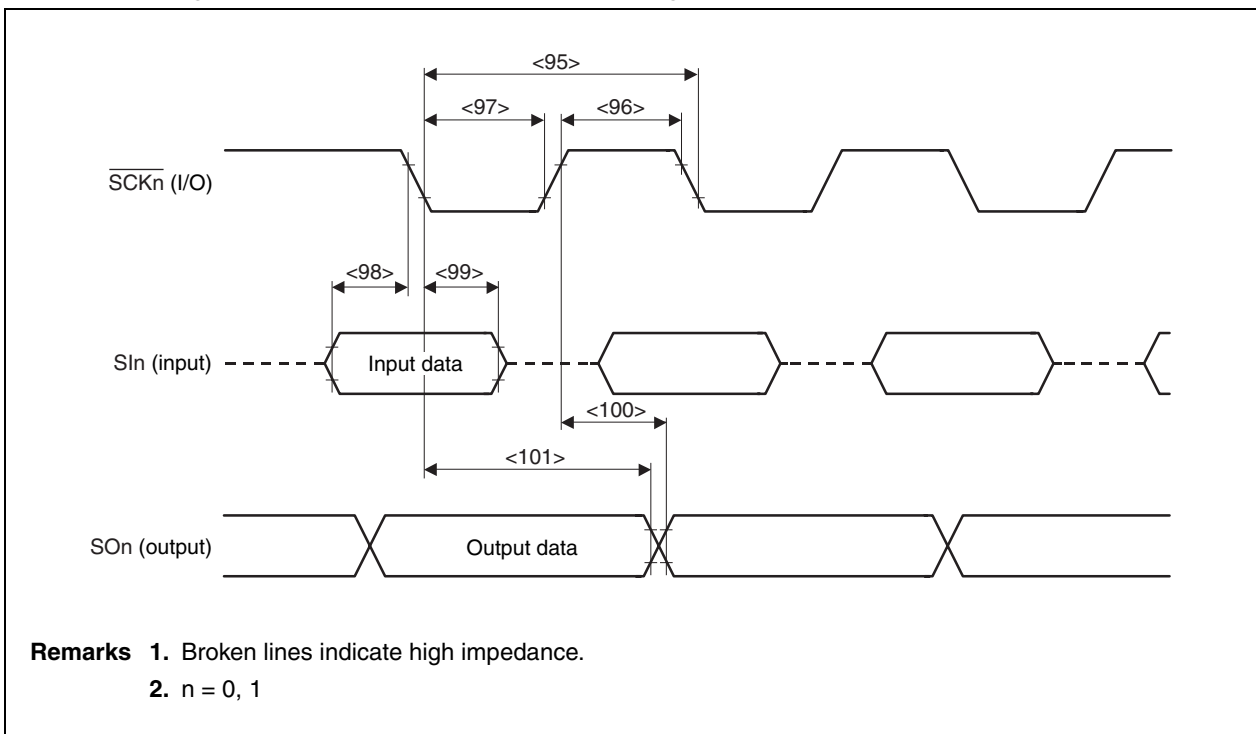 <95>
<97> <96>
S̅C̅K̅n̅ (I/O)
<98> <99>
SIn (input) Input data
<100>
<101>
SOn (output) Output data
Remarks 1. Broken lines indicate high impedance.
2. n = 0, 1